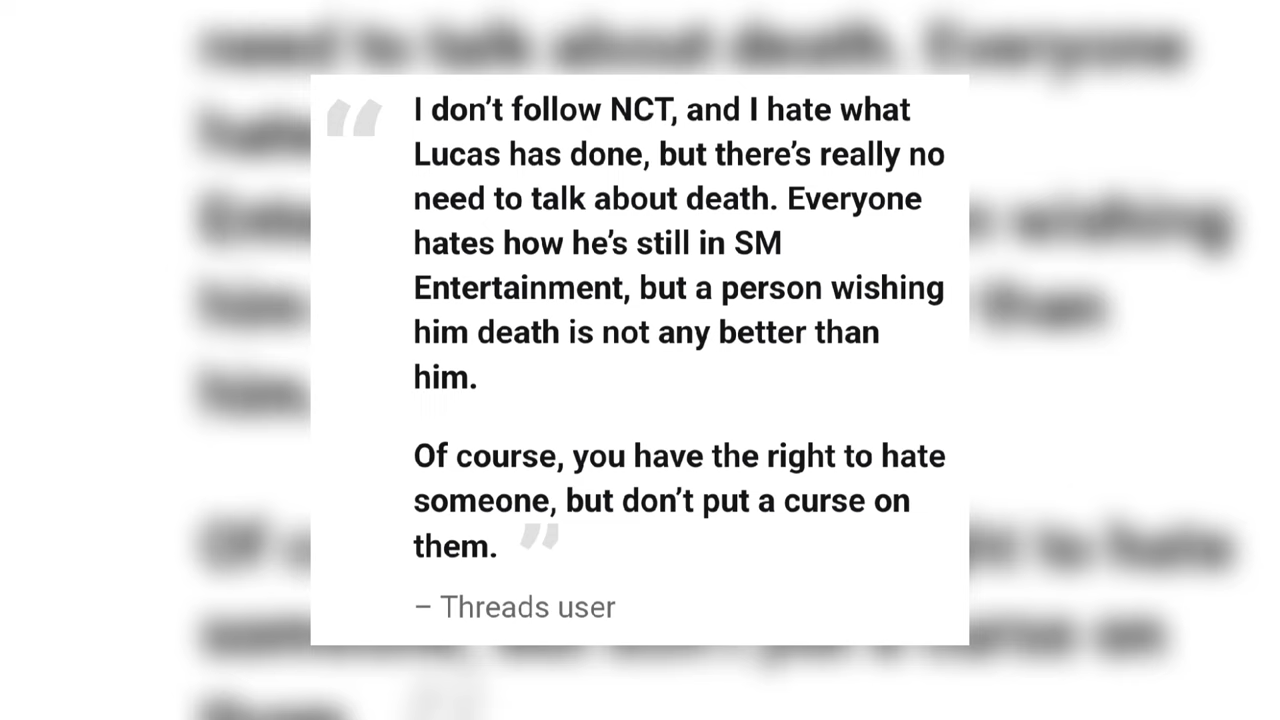 “
I don’t follow NCT, and I hate what
Lucas has done, but there’s really no
need to talk about death. Everyone
hates how he’s still in SM
Entertainment, but a person wishing
him death is not any better than
him.
Of course, you have the right to hate
someone, but don’t put a curse on
them. ”
– Threads user